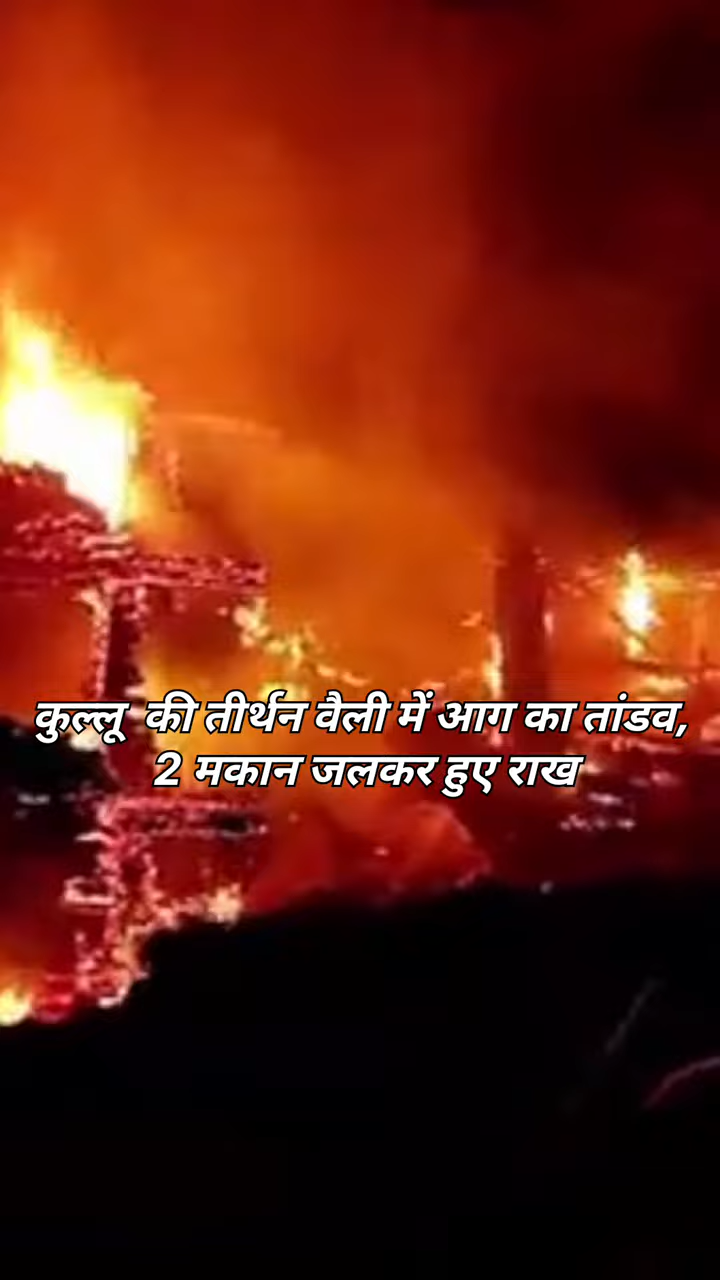 कुल्लू की तीर्थन वैली में आग का तांडव,
2 मकान जलकर हुए राख